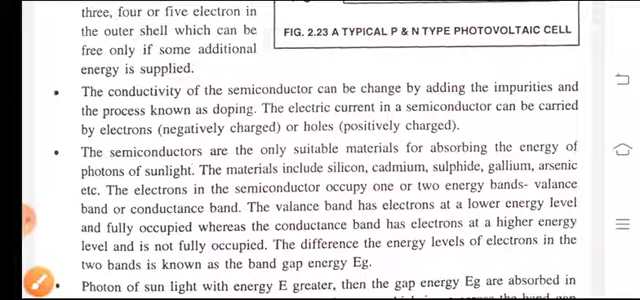 three, four or five electron in
the outer shell which can be
free only if some additional
energy is supplied.
FIG. 2.23 A TYPICAL P & N TYPE PHOTOVOLTAIC CELL
• The conductivity of the semiconductor can be change by adding the impurities and
the process known as doping. The electric current in a semiconductor can be carried
by electrons (negatively charged) or holes (positively charged).
• The semiconductors are the only suitable materials for absorbing the energy of
photons of sunlight. The materials include silicon, cadmium, sulphide, gallium, arsenic
etc. The electrons in the semiconductor occupy one or two energy bands- valance
band or conductance band. The valance band has electrons at a lower energy level
and fully occupied whereas the conductance band has electrons at a higher energy
level and is not fully occupied. The difference the energy levels of electrons in the
two bands is known as the band gap energy Eg.
• Photon of sun light with energy E greater, then the gap energy Eg are absorbed in
the band gap